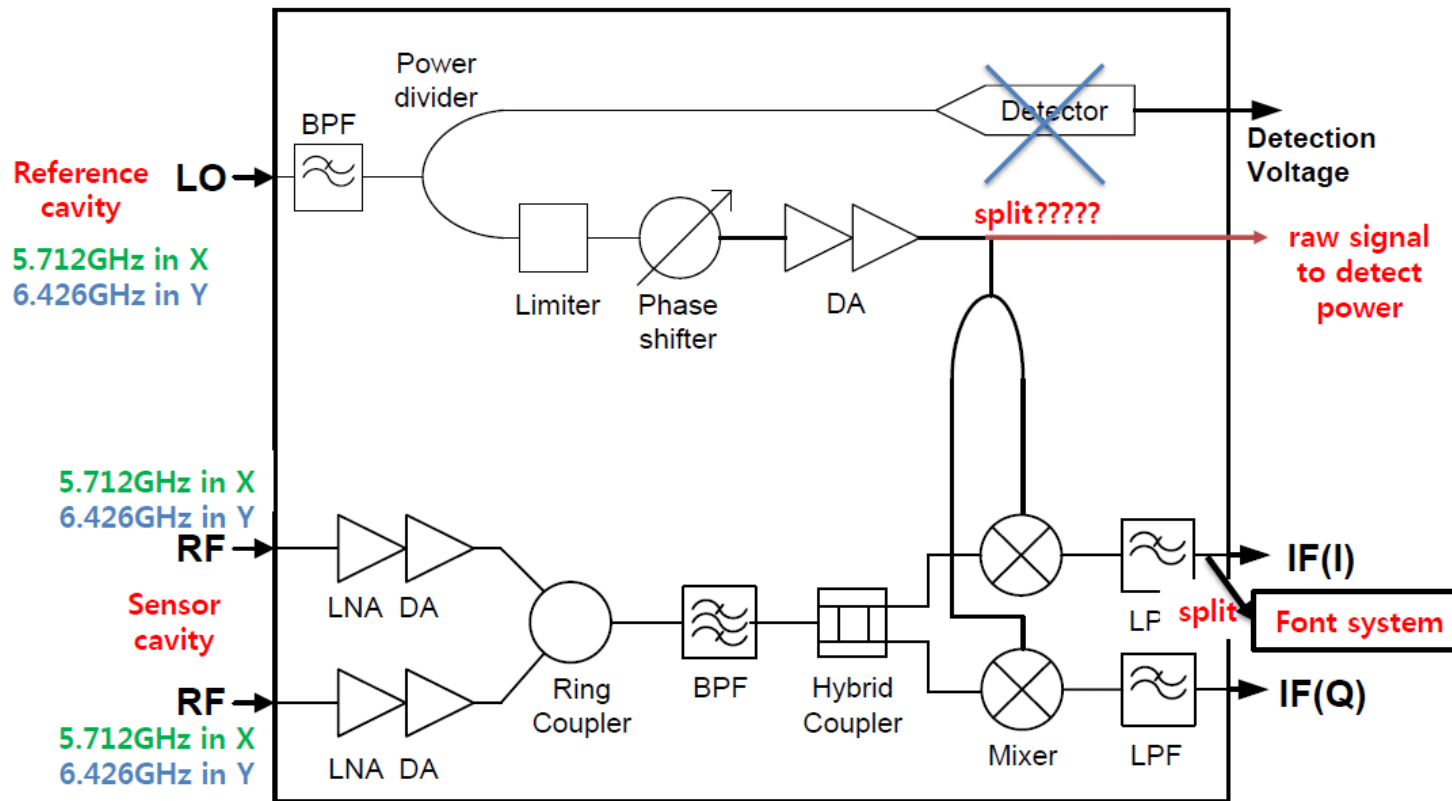 Power
divider
BPF
Detector
Detection
Voltage
Reference
cavity
LO
5.712GHz in X
6.426GHz in Y
split?????
raw signal
to detect
power
Limiter
Phase
shifter
DA
5.712GHz in X
6.426GHz in Y
RF
LNA DA
Sensor
cavity
RF
5.712GHz in X
6.426GHz in Y
LNA DA
Ring
Coupler
BPF
Hybrid
Coupler
Mixer
IF(I)
LP
split
Font system
IF(Q)
LPF